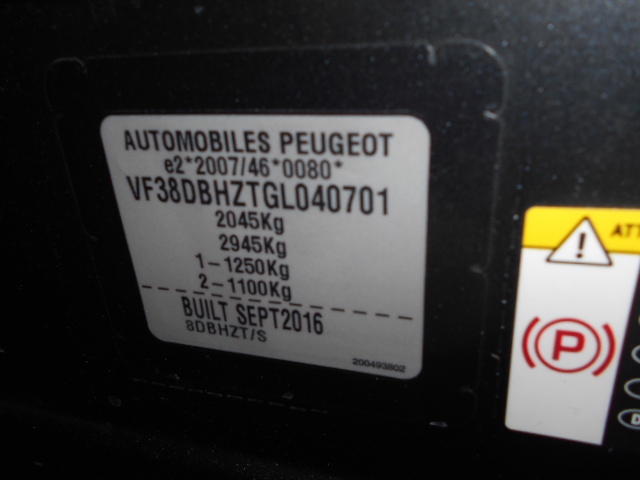 AUTOMOBILES PEUGEOT
e2*2007/46*0080*
VF38DBHZTGL040701
2045Kg
2945Kg
1-1250Kg
2-1100Kg
BUILT SEPT2016
8DBHZT/S
200493802
!
P
D